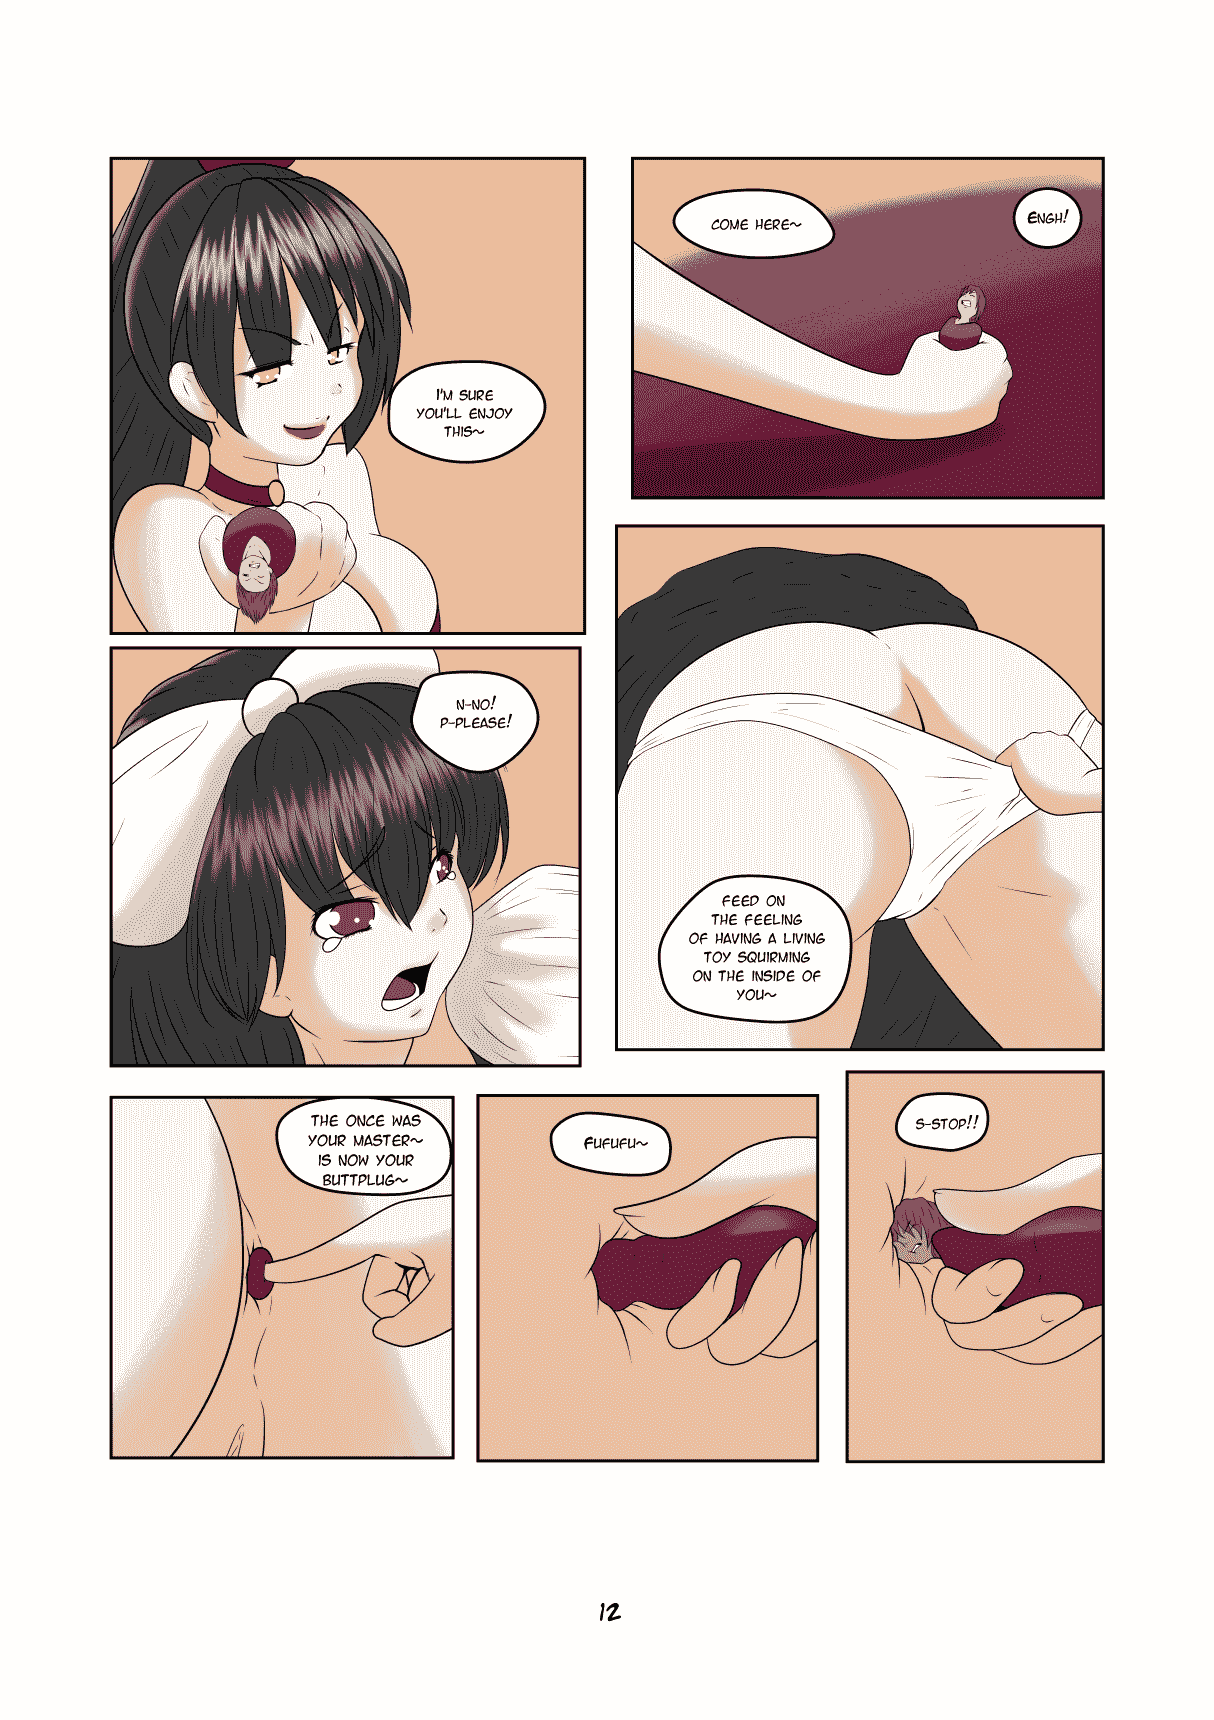 ENGH!
COME HERE~
I'M SURE
YOU'LL ENJOY
THIS~
FEED ON
THE FEELING
OF HAVING A LIVING
TOY SQUIRMING
ON THE INSIDE OF
YOU~
N-NO!
P-PLEASE!
S-STOP!!
FUFUFU~
THE ONCE WAS
YOUR MASTER~
IS NOW YOUR
BUTTPLUG~
12